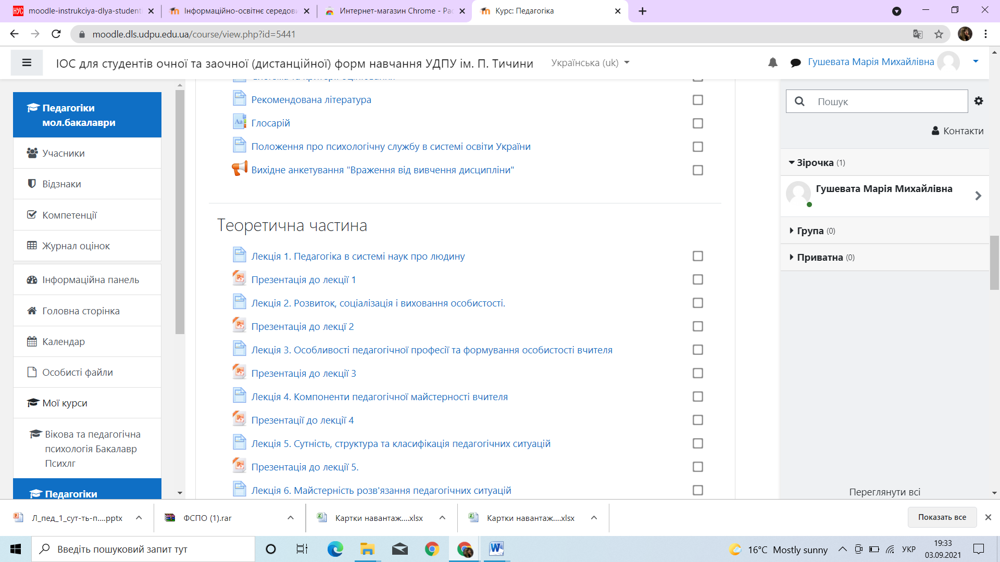 moodle-instrukciya-dlya-student
Інформаційно-освітнє середови
Интернет-магазин Chrome - Рас
Курс: Педагогіка
moodle.dls.udpu.edu.ua/course/view.php?id=5441
ІОС для студентів очної та заочної (дистанційної) форм навчання УДПУ ім. П. Тичини
Українська (uk)
Гушевата Марія Михайлівна
Педагогіки
мол.бакалаври
Учасники
Відзнаки
Компетенції
Журнал оцінок
Інформаційна панель
Головна сторінка
Календар
Особисті файли
Мої курси
Вікова та педагогічна
психологія Бакалавр
Психлг
Педагогіки
Система та критерії оцінювання
Рекомендована література
Глосарій
Положення про психологічну службу в системі освіти України
Вихідне анкетування "Враження від вивчення дисципліни"
Теоретична частина
Лекція 1. Педагогіка в системі наук про людину
Презентація до лекції 1
Лекція 2. Розвиток, соціалізація і виховання особистості.
Презентація до лекцї 2
Лекція 3. Особливості педагогічної професії та формування особистості вчителя
Презентація до лекції 3
Лекція 4. Компоненти педагогічної майстерності вчителя
Презентації до лекції 4
Лекція 5. Сутність, структура та класифікація педагогічних ситуацій
Презентація до лекції 5.
Лекція 6. Майстерність розв'язання педагогічних ситуацій
Пошук
Контакти
Зірочка (1)
Гушевата Марія Михайлівна
Група (0)
Приватна (0)
Переглянути всі
Л_пед_1_сут-ть-п....pptx
ФСПО (1).rar
Картки навантаж....xlsx
Картки навантаж....xlsx
Показать все
Введіть пошуковий запит тут
16°C Mostly sunny
УКР
19:33
03.09.2021